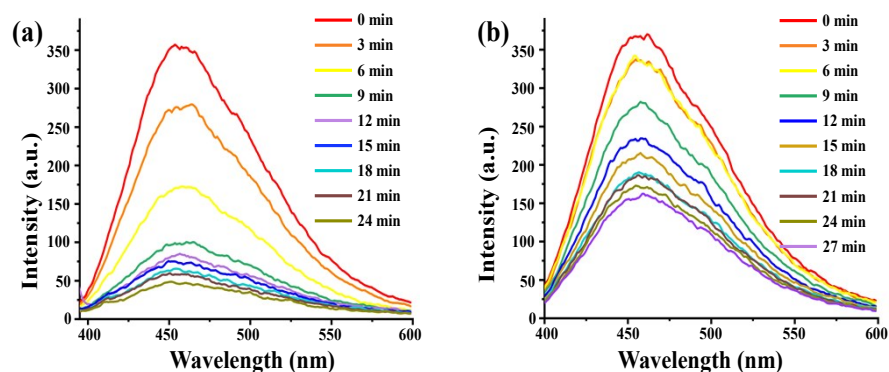 (a)
0 min
3 min
6 min
9 min
12 min
15 min
18 min
21 min
24 min
350
300
250
200
150
100
50
0
400
450
500
550
600
Intensity (a.u.)
Wavelength (nm)
(b)
0 min
3 min
6 min
9 min
12 min
15 min
18 min
21 min
24 min
27 min
350
300
250
200
150
100
50
0
400
450
500
550
600
Intensity (a.u.)
Wavelength (nm)